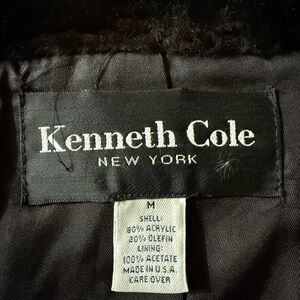 Kenneth Cole
NEW YORK
M
SHELL:
80% ACRYLIC
20% OLEFIN
LINING:
100% ACETATE
MADE IN U.S.A.
CARE OVER